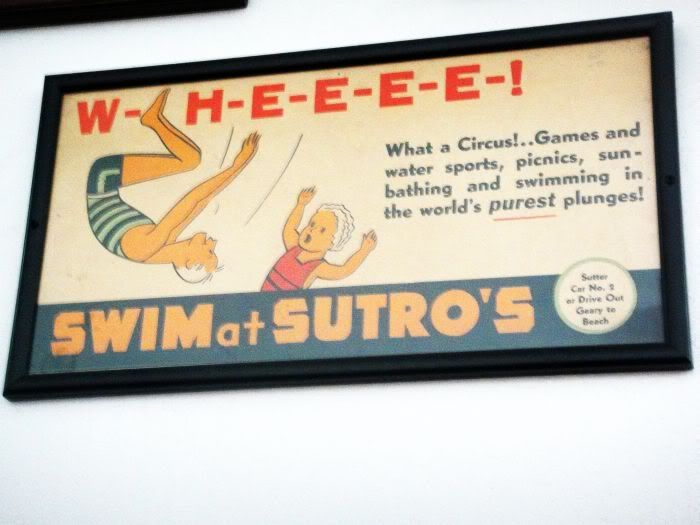 W-H-E-E-E-E-E-!
What a Circus!..Games and
water sports, picnics, sun-
bathing and swimming in
the world's purest plunges!
SWIM at SUTRO'S
Sutter
Car No. 2
or Drive Out
Geary to
Beach